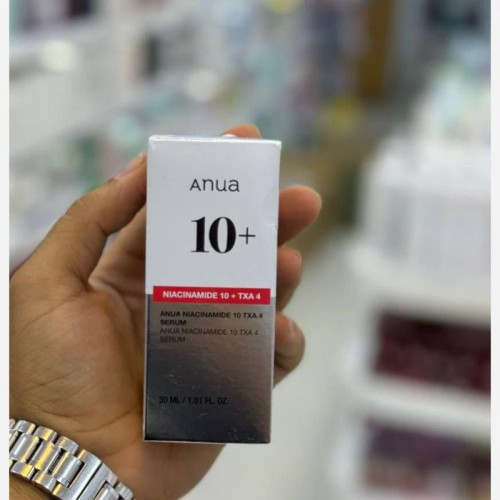 Anua
10+
NIACINAMIDE 10 + TXA 4
ANUA NIACINAMIDE 10 TXA 4
SERUM
ANUA NIACINAMIDE 10 TXA 4
SERUM
30 ML / 1.01 FL. OZ.